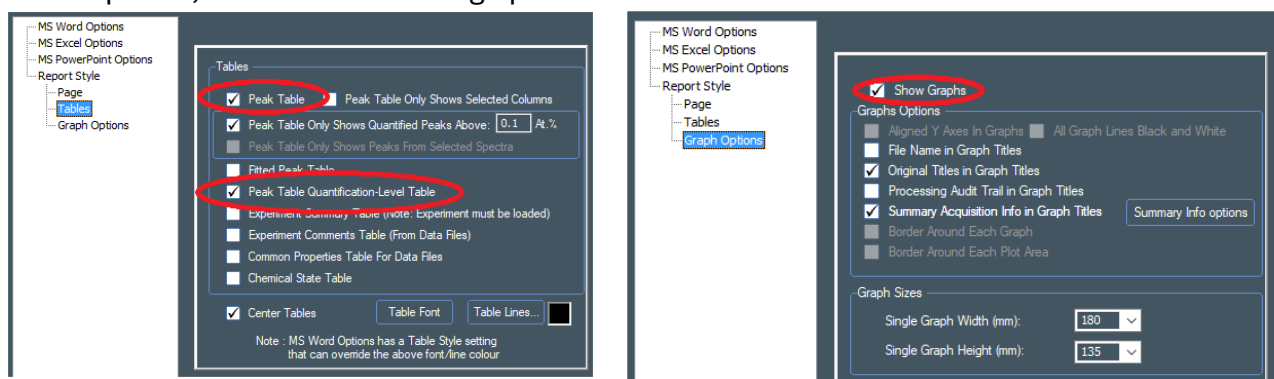 MS Word Options
MS Excel Options
MS PowerPoint Options
Report Style
Page
Tables
Graph Options
Tables
Peak Table Peak Table Only Shows Selected Columns
Peak Table Only Shows Quantified Peaks Above: 0.1 At.%
Peak Table Only Shows Peaks From Selected Spectra
Fitted Peak Table
Peak Table Quantification-Level Table
Experiment Summary Table (Note: Experiment must be loaded)
Experiment Comments Table (From Data Files)
Common Properties Table For Data Files
Chemical State Table
Center Tables Table Font Table Lines...
Note : MS Word Options has a Table Style setting
that can override the above font/line colour
MS Word Options
MS Excel Options
MS PowerPoint Options
Report Style
Page
Tables
Graph Options
Show Graphs
Graphs Options
Aligned Y Axes In Graphs All Graph Lines Black and White
File Name in Graph Titles
Original Titles in Graph Titles
Processing Audit Trail in Graph Titles
Summary Acquisition Info in Graph Titles Summary Info options
Border Around Each Graph
Border Around Each Plot Area
Graph Sizes
Single Graph Width (mm): 180
Single Graph Height (mm): 135